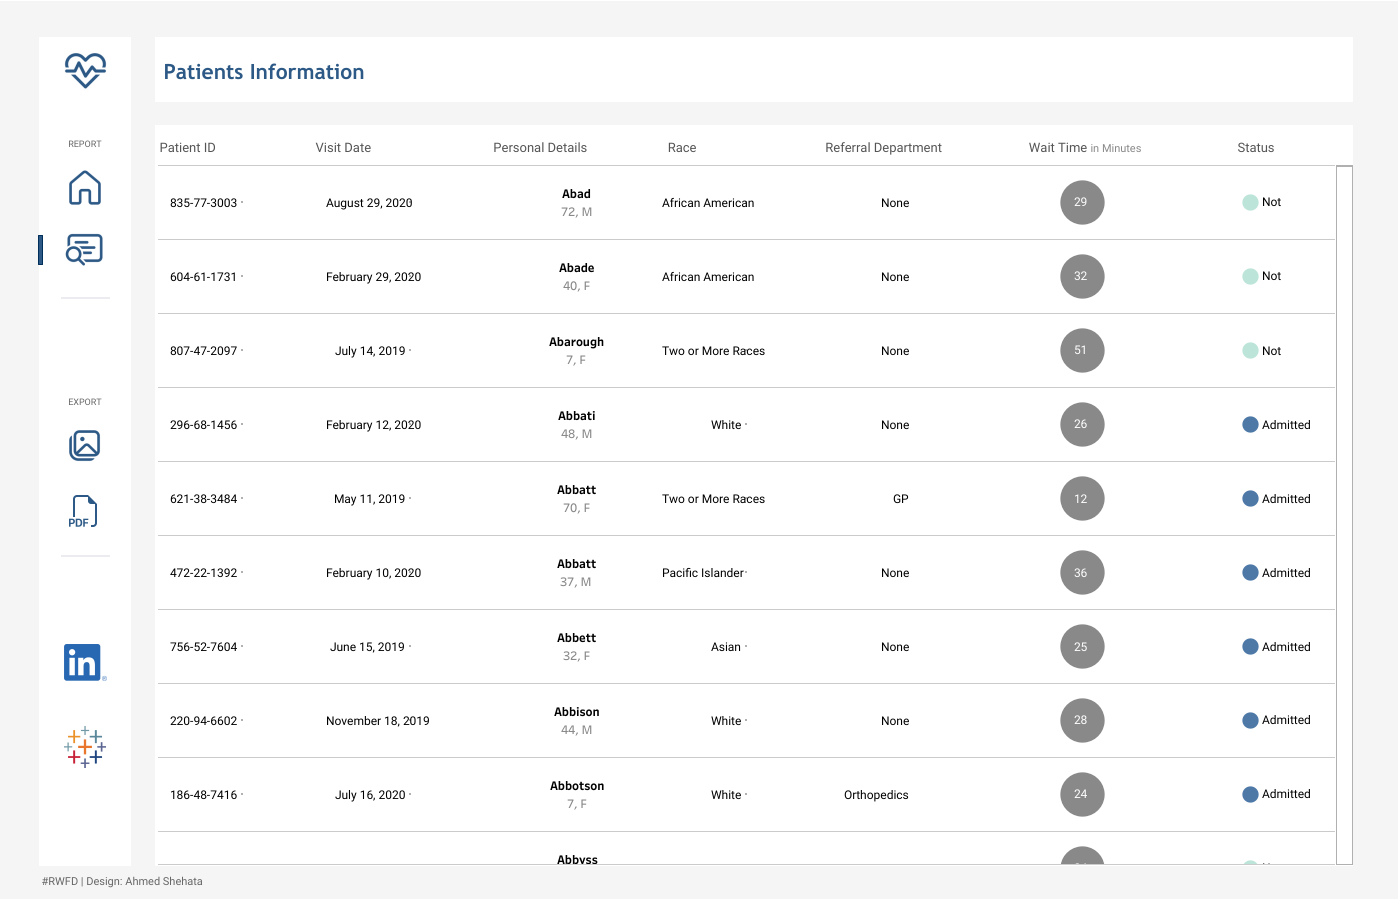 Patients Information
REPORT
EXPORT
PDF
in
Patient ID Visit Date Personal Details Race Referral Department Wait Time in Minutes Status
835-77-3003 August 29, 2020 Abad African American None 29 Not
72, M
604-61-1731 February 29, 2020 Abade African American None 32 Not
40, F
807-47-2097 July 14, 2019 Abarough Two or More Races None 51 Not
7, F
296-68-1456 February 12, 2020 Abbati White None 26 Admitted
48, M
621-38-3484 May 11, 2019 Abbatt Two or More Races GP 12 Admitted
70, F
472-22-1392 February 10, 2020 Abbatt Pacific Islander None 36 Admitted
37, M
756-52-7604 June 15, 2019 Abbett Asian None 25 Admitted
32, F
220-94-6602 November 18, 2019 Abbison White None 28 Admitted
44, M
186-48-7416 July 16, 2020 Abbotson White Orthopedics 24 Admitted
7, F
Abbyss
#RWFD | Design: Ahmed Shehata